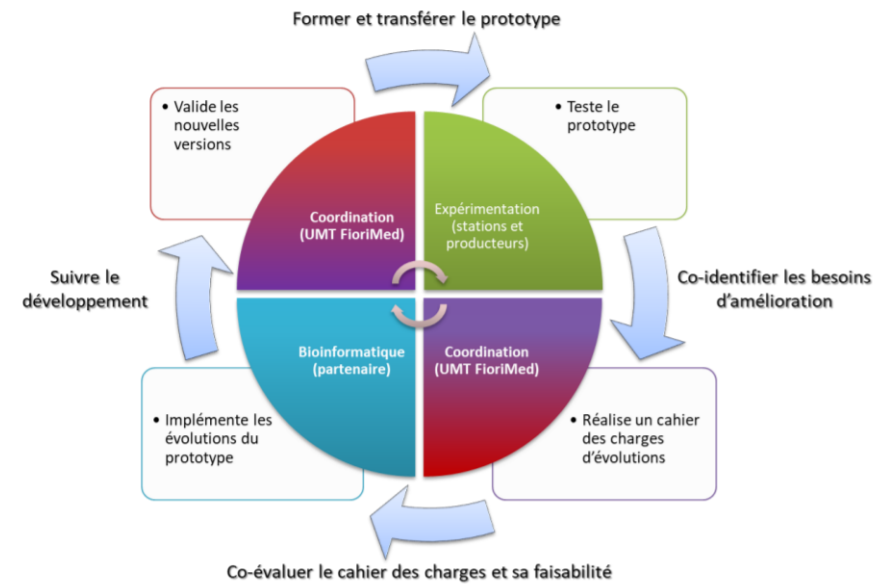 Former et transférer le prototype
• Valide les
nouvelles
versions
• Teste le
prototype
Coordination
(UMT FioriMed)
Expérimentation
(stations et
producteurs)
Suivre le
développement
Co-identifier les besoins
d’amélioration
Bioinformatique
(partenaire)
Coordination
(UMT FioriMed)
• Implémente les
évolutions du
prototype
• Réalise un cahier
des charges
d’évolutions
Co-évaluer le cahier des charges et sa faisabilité